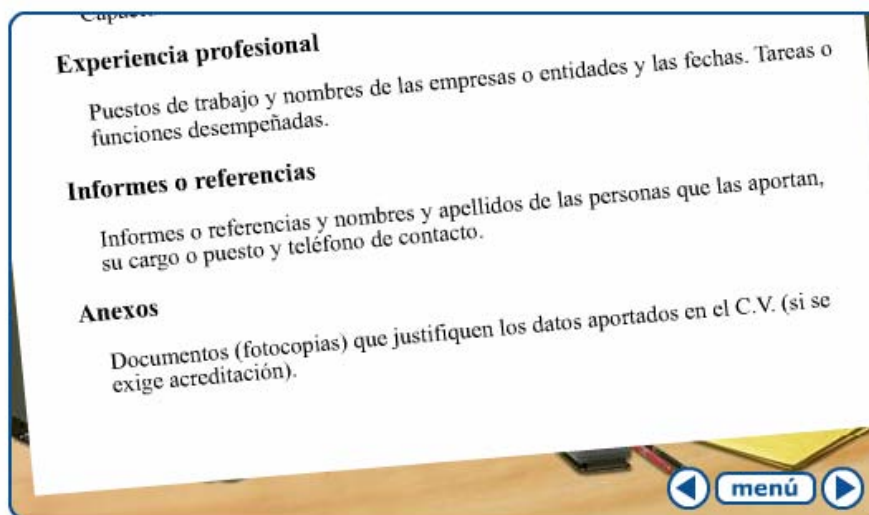 Experiencia profesional
Puestos de trabajo y nombres de las empresas o entidades y las fechas. Tareas o
funciones desempeñadas.
Informes o referencias
Informes o referencias y nombres y apellidos de las personas que las aportan,
su cargo o puesto y teléfono de contacto.
Anexos
Documentos (fotocopias) que justifiquen los datos aportados en el C.V. (si se
exige acreditación).
menú